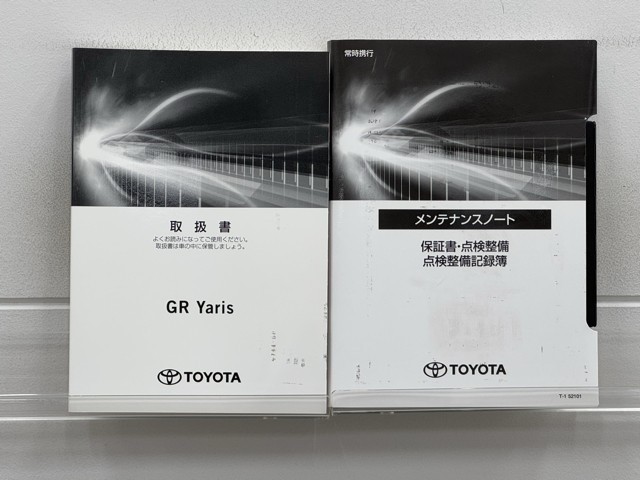 取扱書
よくお読みになってご使用ください。
取扱書は車の中に保管しましょう。
GR Yaris
TOYOTA
常時携行
メンテナンスノート
保証書・点検整備
点検整備記録簿
TOYOTA
T-1 52101